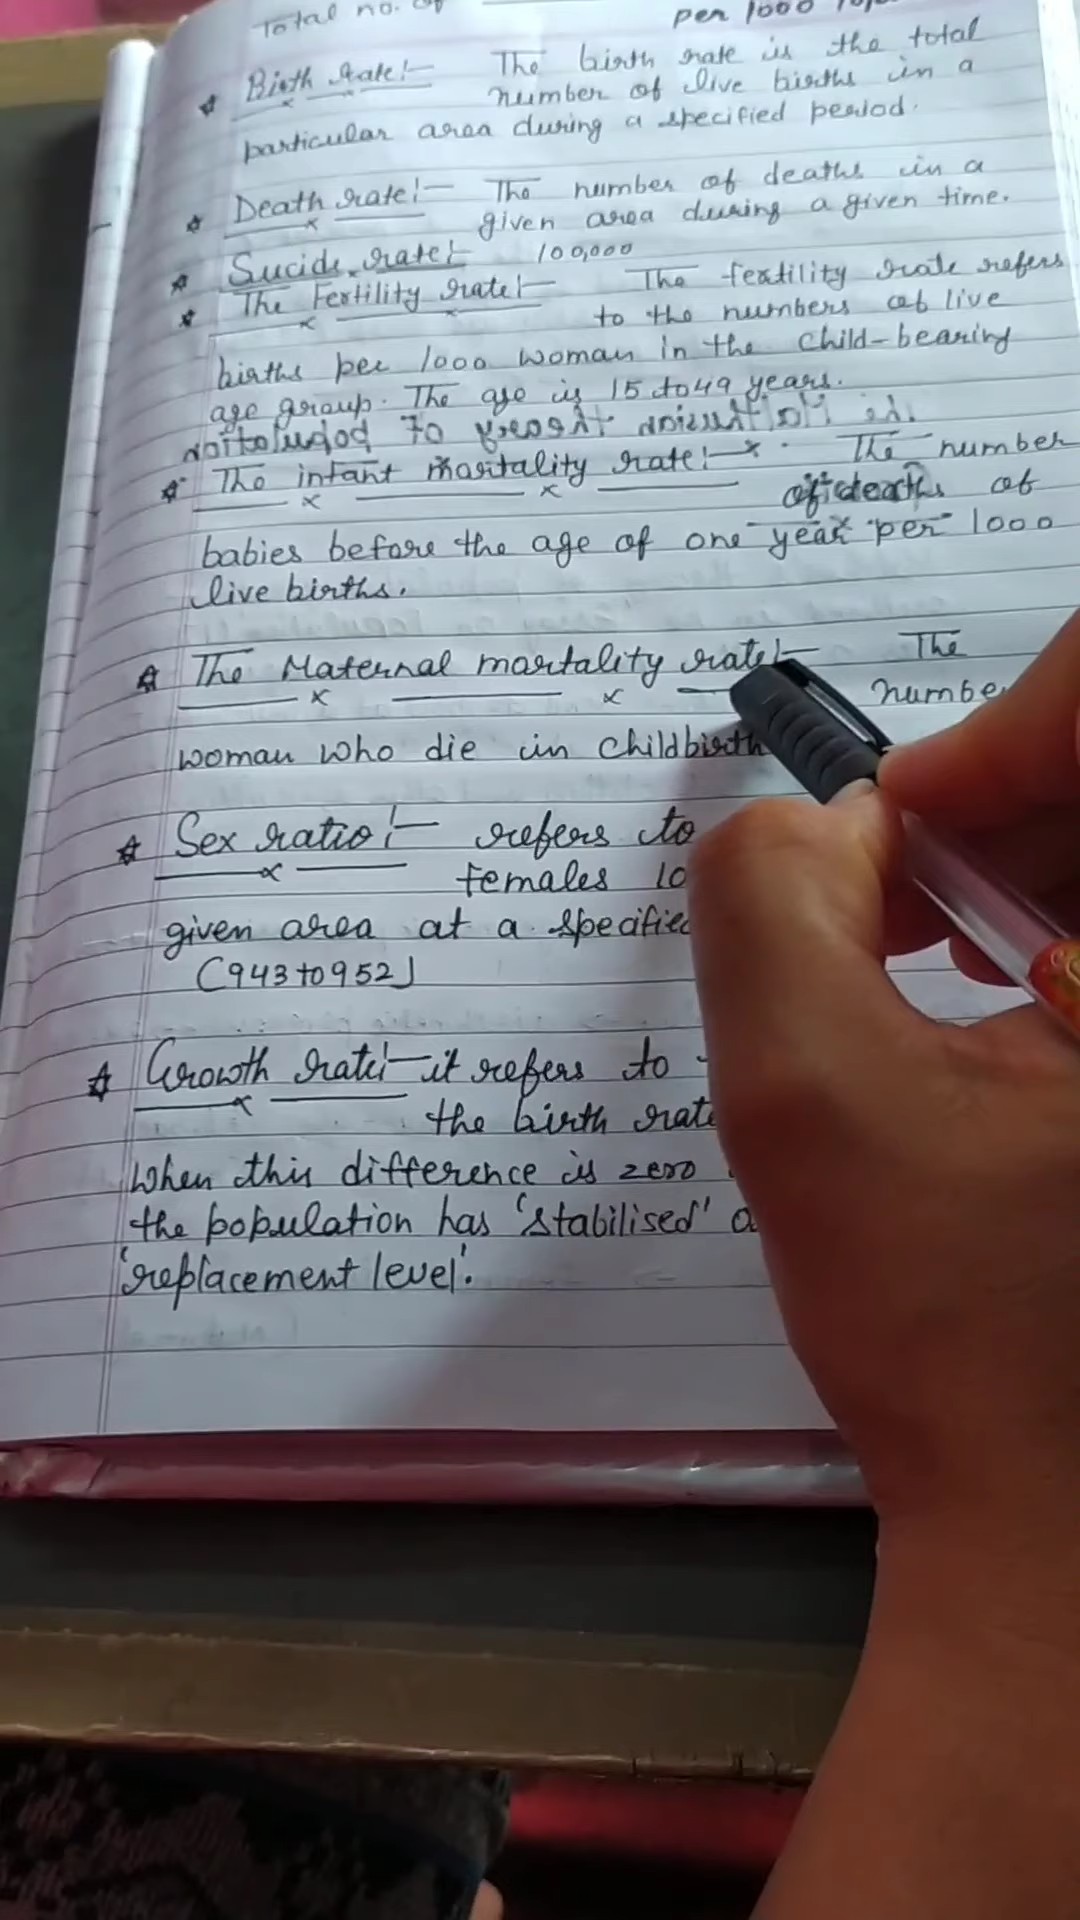 Total no. of
per 1000
☆ Birth rate:- The birth rate is the total
number of live births in a
particular area during a specified period.
☆ Death rate:- The number of deaths in a
given area during a given time.
☆ Sucide rate:- 100,000
☆ The Fertility rate:- The fertility rate refers
to the numbers of live
births per 1000 woman in the child-bearing
age group. The age is 15 to 49 years.
☆ The infant mortality rate:- The number
of deaths of
babies before the age of one year per 1000
live births.
☆ The Maternal mortality rate:- The
numbe
woman who die in childbirth
☆ Sex ratio:- refers to
females 10
given area at a specified
(943 to 952)
☆ Growth rate:- it refers to
the birth rate
When this difference is zero
the population has 'stabilised'
'replacement level'.